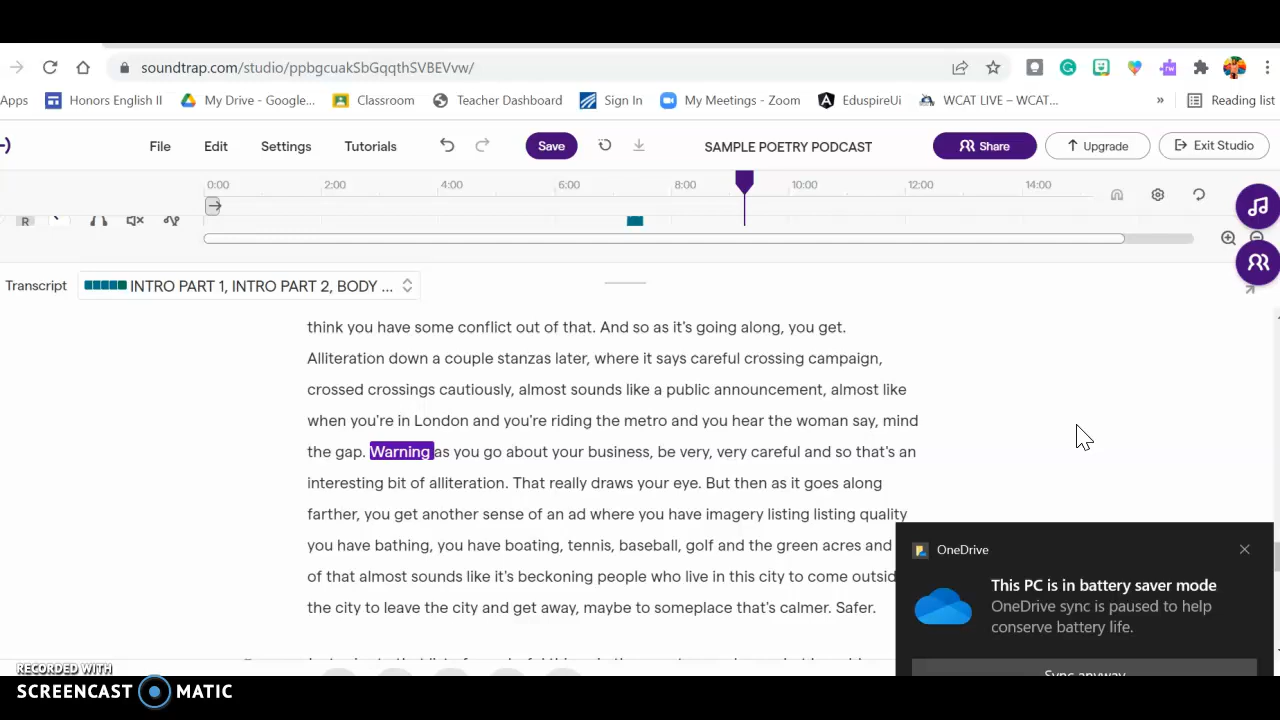 soundtrap.com/studio/ppbgcuakSbGqqthSVBEVvw/
Apps Honors English II My Drive - Google... Classroom Teacher Dashboard Sign In My Meetings - Zoom EduspireUi WCAT LIVE – WCAT... » Reading list
File Edit Settings Tutorials Save SAMPLE POETRY PODCAST Share Upgrade Exit Studio
0:00 2:00 4:00 6:00 8:00 10:00 12:00 14:00
R
Transcript INTRO PART 1, INTRO PART 2, BODY ...
think you have some conflict out of that. And so as it's going along, you get.
Alliteration down a couple stanzas later, where it says careful crossing campaign,
crossed crossings cautiously, almost sounds like a public announcement, almost like
when you're in London and you're riding the metro and you hear the woman say, mind
the gap. Warning as you go about your business, be very, very careful and so that's an
interesting bit of alliteration. That really draws your eye. But then as it goes along
farther, you get another sense of an ad where you have imagery listing listing quality
you have bathing, you have boating, tennis, baseball, golf and the green acres and
of that almost sounds like it's beckoning people who live in this city to come outsid
the city to leave the city and get away, maybe to someplace that's calmer. Safer.
OneDrive
This PC is in battery saver mode
OneDrive sync is paused to help
conserve battery life.
Sync anyway
RECORDED WITH
SCREENCAST MATIC